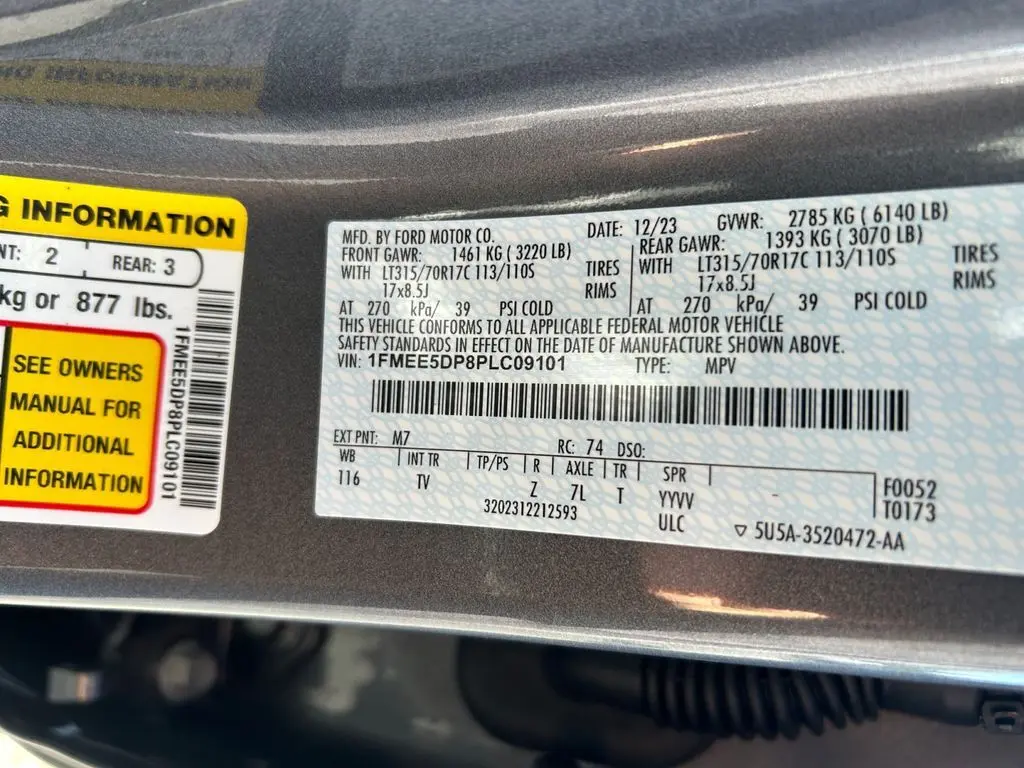 G INFORMATION
NT: 2 REAR: 3
kg or 877 lbs.
SEE OWNERS
MANUAL FOR
ADDITIONAL
INFORMATION
1FMEE5DP8PLC09101
MFD. BY FORD MOTOR CO. DATE: 12/23 GVWR: 2785 KG ( 6140 LB)
FRONT GAWR: 1461 KG ( 3220 LB) REAR GAWR: 1393 KG ( 3070 LB)
WITH LT315/70R17C 113/110S TIRES WITH LT315/70R17C 113/110S TIRES
17x8.5J RIMS 17x8.5J RIMS
AT 270 kPa/ 39 PSI COLD AT 270 kPa/ 39 PSI COLD
THIS VEHICLE CONFORMS TO ALL APPLICABLE FEDERAL MOTOR VEHICLE
SAFETY STANDARDS IN EFFECT ON THE DATE OF MANUFACTURE SHOWN ABOVE.
VIN: 1FMEE5DP8PLC09101 TYPE: MPV
EXT PNT: M7 RC: 74 DSO:
WB INT TR TP/PS R AXLE TR SPR
116 TV Z 7L T YYVV - F0052
3202312212593 ULC T0173
5U5A-3520472-AA